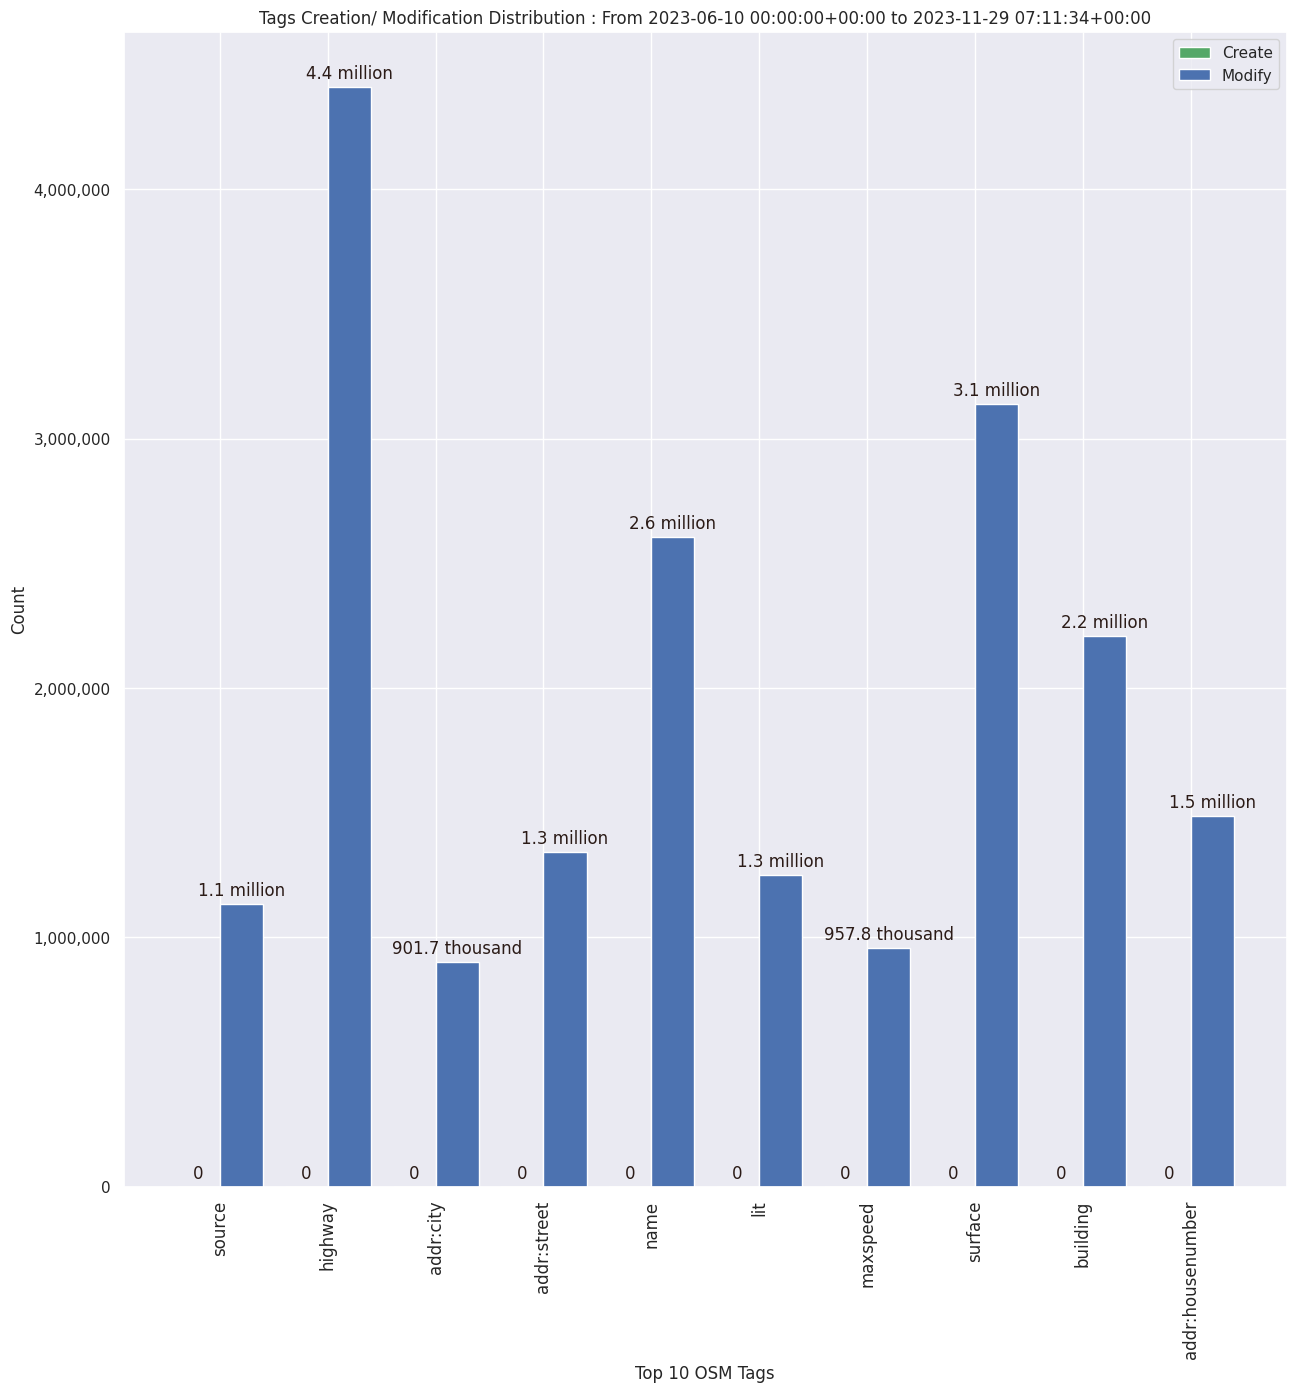 Tags Creation/ Modification Distribution : From 2023-06-10 00:00:00+00:00 to 2023-11-29 07:11:34+00:00
Create
Modify
4.4 million
4,000,000
3.1 million
3,000,000
2.6 million
2.2 million
2,000,000
1.5 million
1.3 million
1.3 million
1.1 million
957.8 thousand
901.7 thousand
1,000,000
0 0 0 0 0 0 0 0 0 0
0
Count
source
highway
addr:city
addr:street
name
lit
maxspeed
surface
building
addr:housenumber
Top 10 OSM Tags